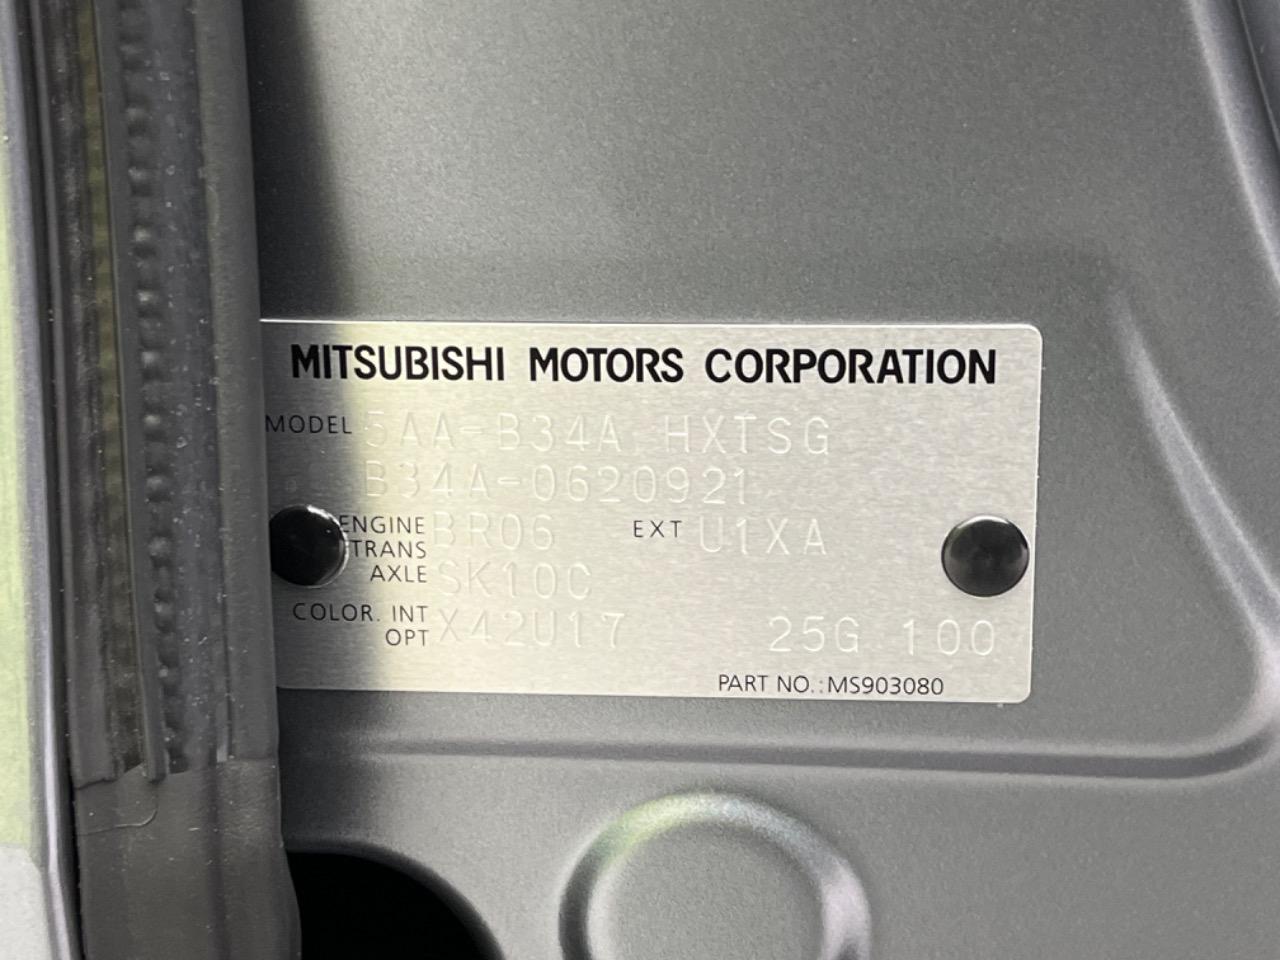 MITSUBISHI MOTORS CORPORATION
MODEL 5AA-B34A HXTSG
B34A-0620921
ENGINE BR06 EXT U1XA
TRANS
AXLE SK10C
COLOR. INT
OPT X42U17 25G 100
PART NO.:MS903080